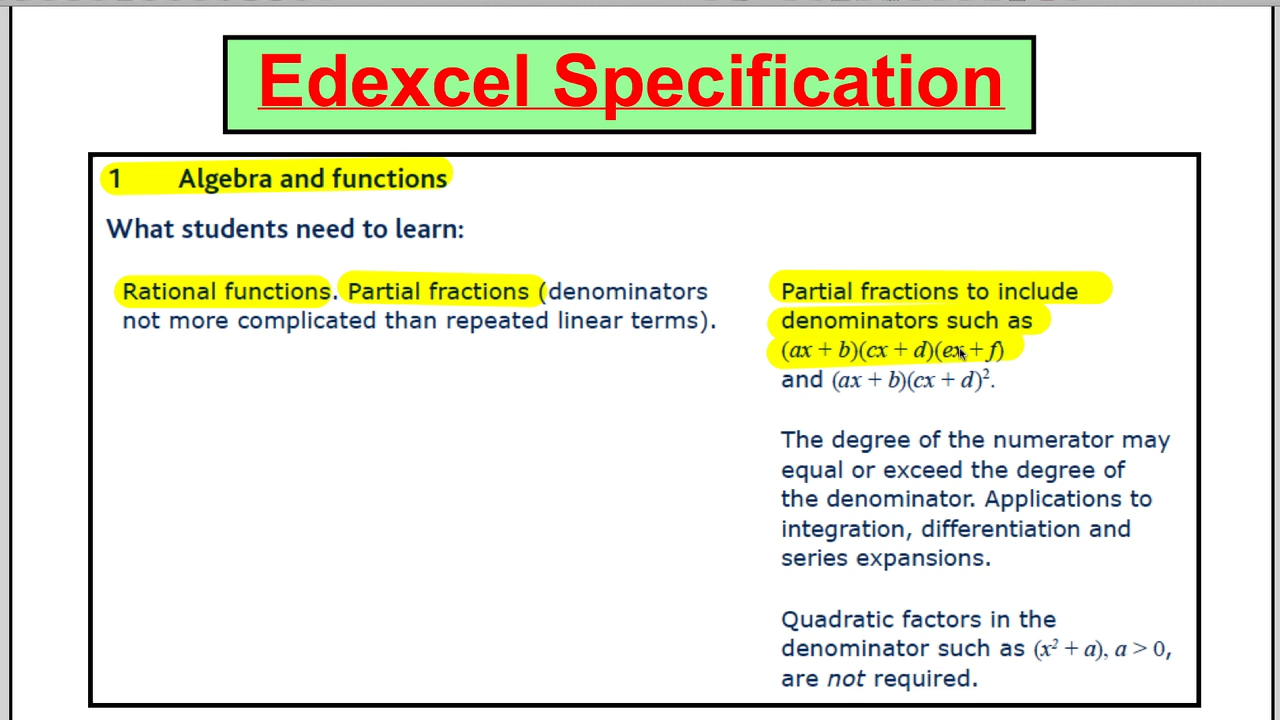 Edexcel Specification
1 Algebra and functions
What students need to learn:
Rational functions. Partial fractions (denominators
not more complicated than repeated linear terms).
Partial fractions to include
denominators such as
(ax + b)(cx + d)(ex + f)
and (ax + b)(cx + d)².
The degree of the numerator may
equal or exceed the degree of
the denominator. Applications to
integration, differentiation and
series expansions.
Quadratic factors in the
denominator such as (x² + a), a > 0,
are not required.